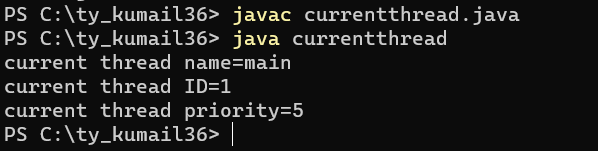 PS C:\ty_kumail36> javac currentthread.java
PS C:\ty_kumail36> java currentthread
current thread name=main
current thread ID=1
current thread priority=5
PS C:\ty_kumail36>